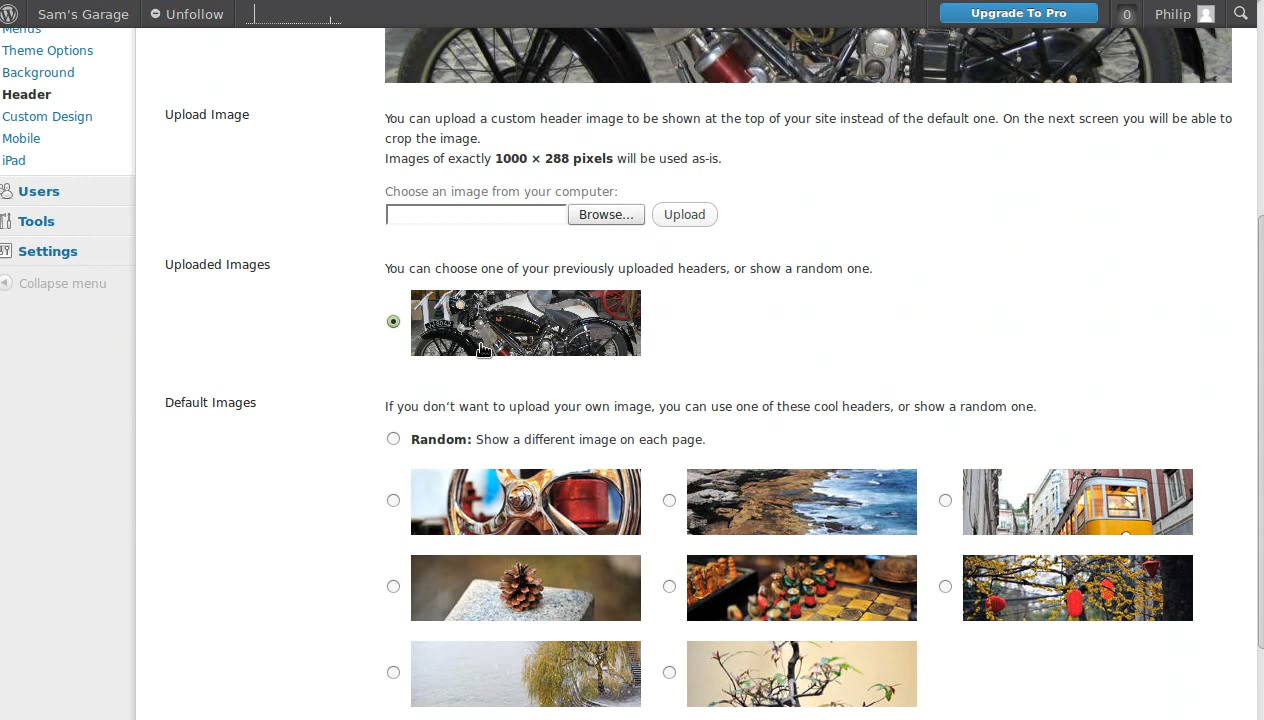 Sam's Garage Unfollow Upgrade To Pro 0 Philip
Menus
Theme Options
Background
Header
Custom Design
Mobile
iPad
Users
Tools
Settings
Collapse menu
Upload Image
You can upload a custom header image to be shown at the top of your site instead of the default one. On the next screen you will be able to
crop the image.
Images of exactly 1000 × 288 pixels will be used as-is.
Choose an image from your computer:
Browse... Upload
Uploaded Images
You can choose one of your previously uploaded headers, or show a random one.
Default Images
If you don't want to upload your own image, you can use one of these cool headers, or show a random one.
Random: Show a different image on each page.